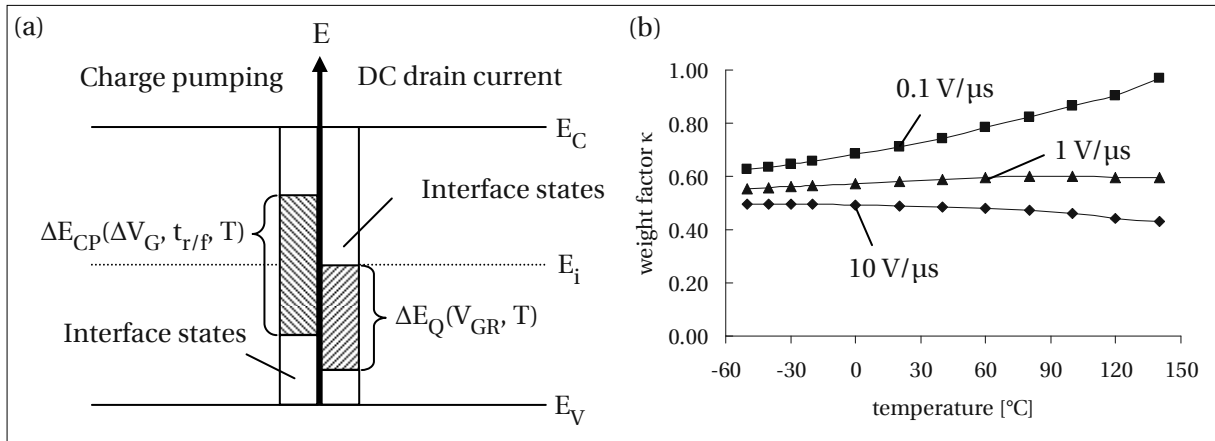 (a)
E
Charge pumping
DC drain current
E_C
Interface states
ΔE_CP(ΔV_G, t_r/f, T)
E_i
ΔE_Q(V_GR, T)
Interface states
E_V
(b)
weight factor κ
1.00
0.80
0.60
0.40
0.20
0.00
0.1 V/µs
1 V/µs
10 V/µs
-60 -30 0 30 60 90 120 150
temperature [°C]